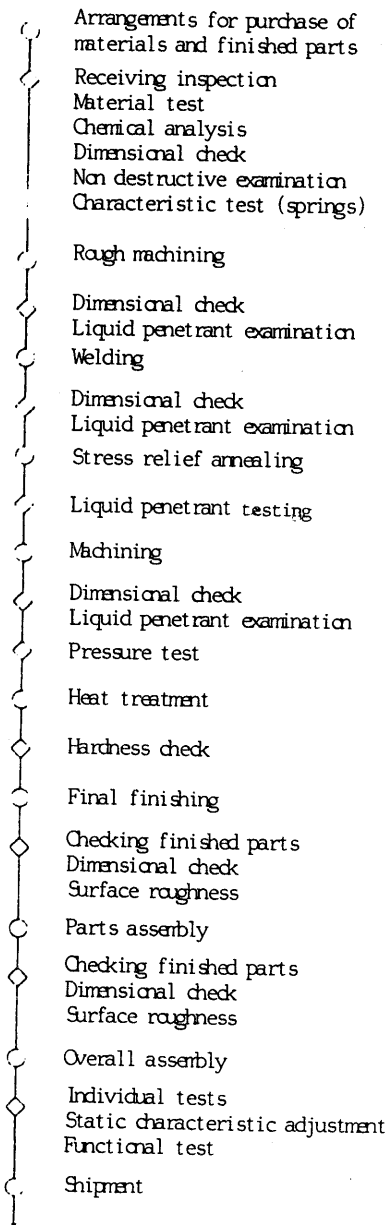 Arrangements for purchase of
materials and finished parts
Receiving inspection
Material test
Chemical analysis
Dimensional check
Non destructive examination
Characteristic test (springs)
Rough machining
Dimensional check
Liquid penetrant examination
Welding
Dimensional check
Liquid penetrant examination
Stress relief annealing
Liquid penetrant testing
Machining
Dimensional check
Liquid penetrant examination
Pressure test
Heat treatment
Hardness check
Final finishing
Checking finished parts
Dimensional check
Surface roughness
Parts assembly
Checking finished parts
Dimensional check
Surface roughness
Overall assembly
Individual tests
Static characteristic adjustment
Functional test
Shipment